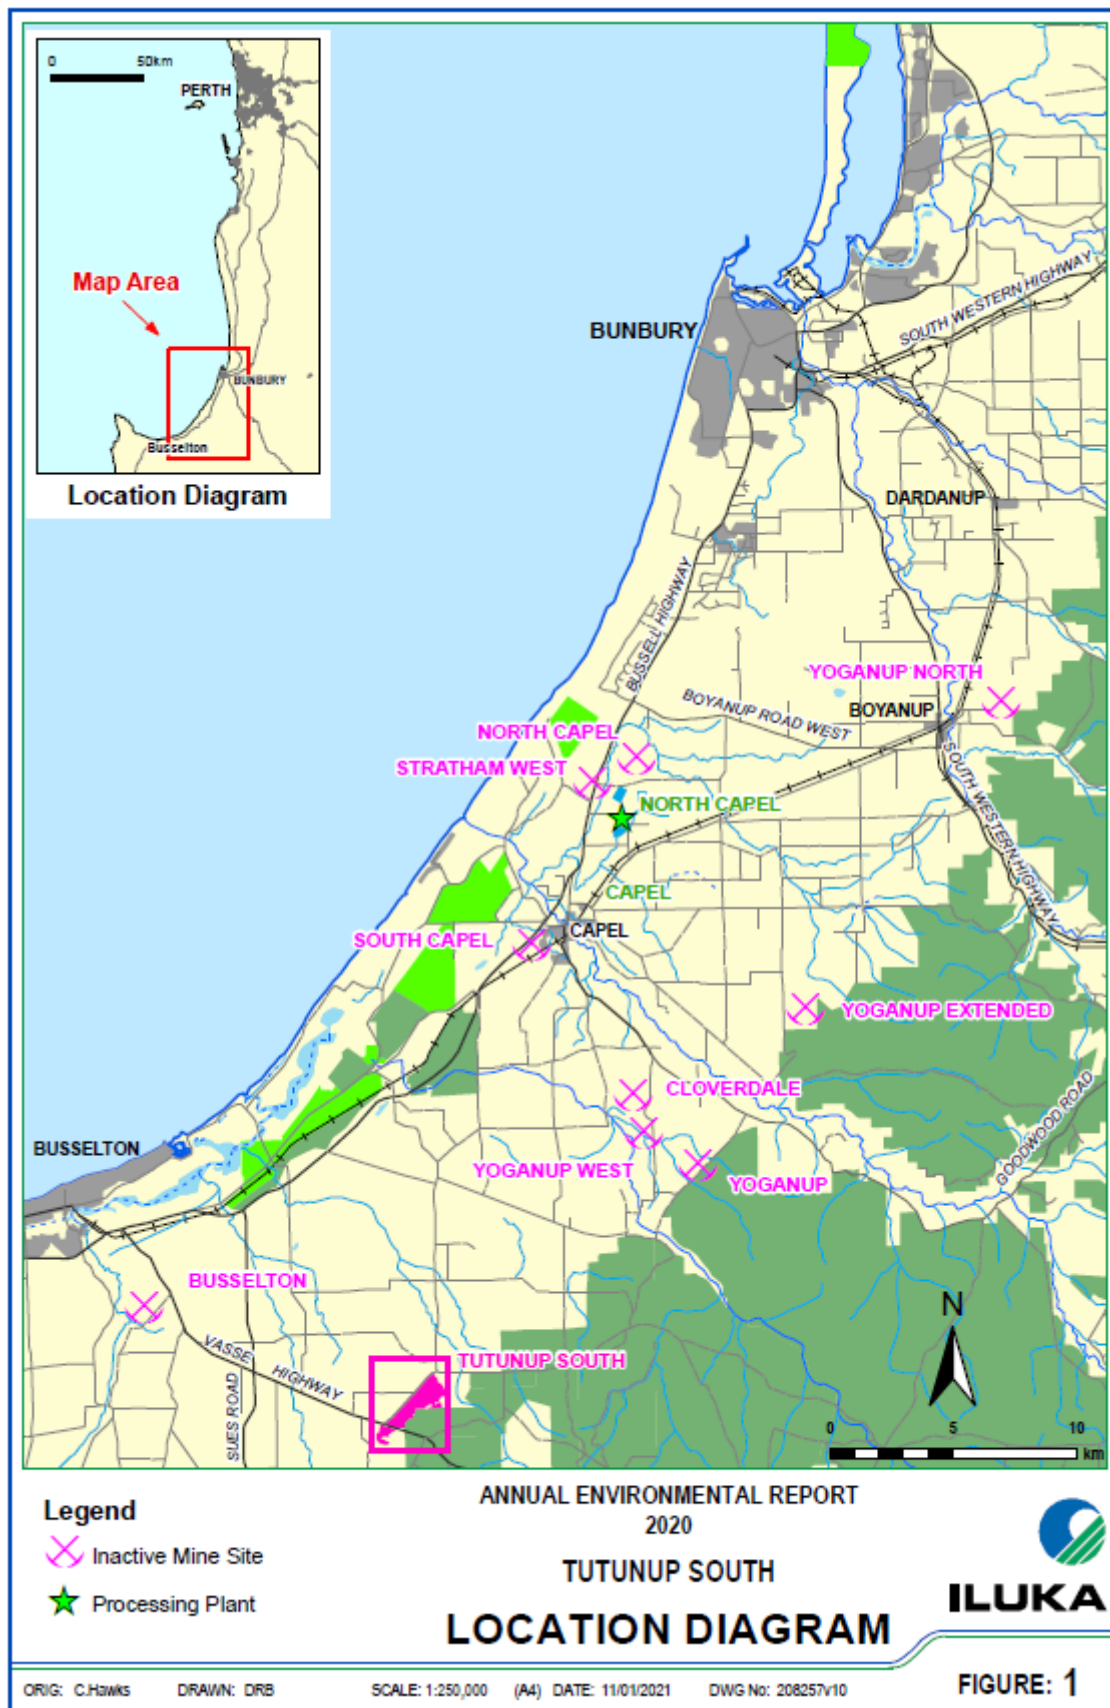 0 50km
PERTH
Map Area
BUNBURY
Busselton
Location Diagram
BUNBURY
SOUTH WESTERN HIGHWAY
DARDANUP
BUSSELL HIGHWAY
YOGANUP NORTH
BOYANUP ROAD WEST
BOYANUP
NORTH CAPEL
STRATHAM WEST
NORTH CAPEL
SOUTH WESTERN HIGHWAY
CAPEL
CAPEL
SOUTH CAPEL
YOGANUP EXTENDED
CLOVERDALE
GOODWOOD ROAD
BUSSELTON
YOGANUP WEST
YOGANUP
BUSSELTON
N
VASSE HIGHWAY
TUTUNUP SOUTH
SUES ROAD
0 5 10
km
Legend
Inactive Mine Site
Processing Plant
ANNUAL ENVIRONMENTAL REPORT
2020
TUTUNUP SOUTH
LOCATION DIAGRAM
ILUKA
ORIG: C.Hawks DRAWN: DRB SCALE: 1:250,000 (A4) DATE: 11/01/2021 DWG No: 208257v10
FIGURE: 1